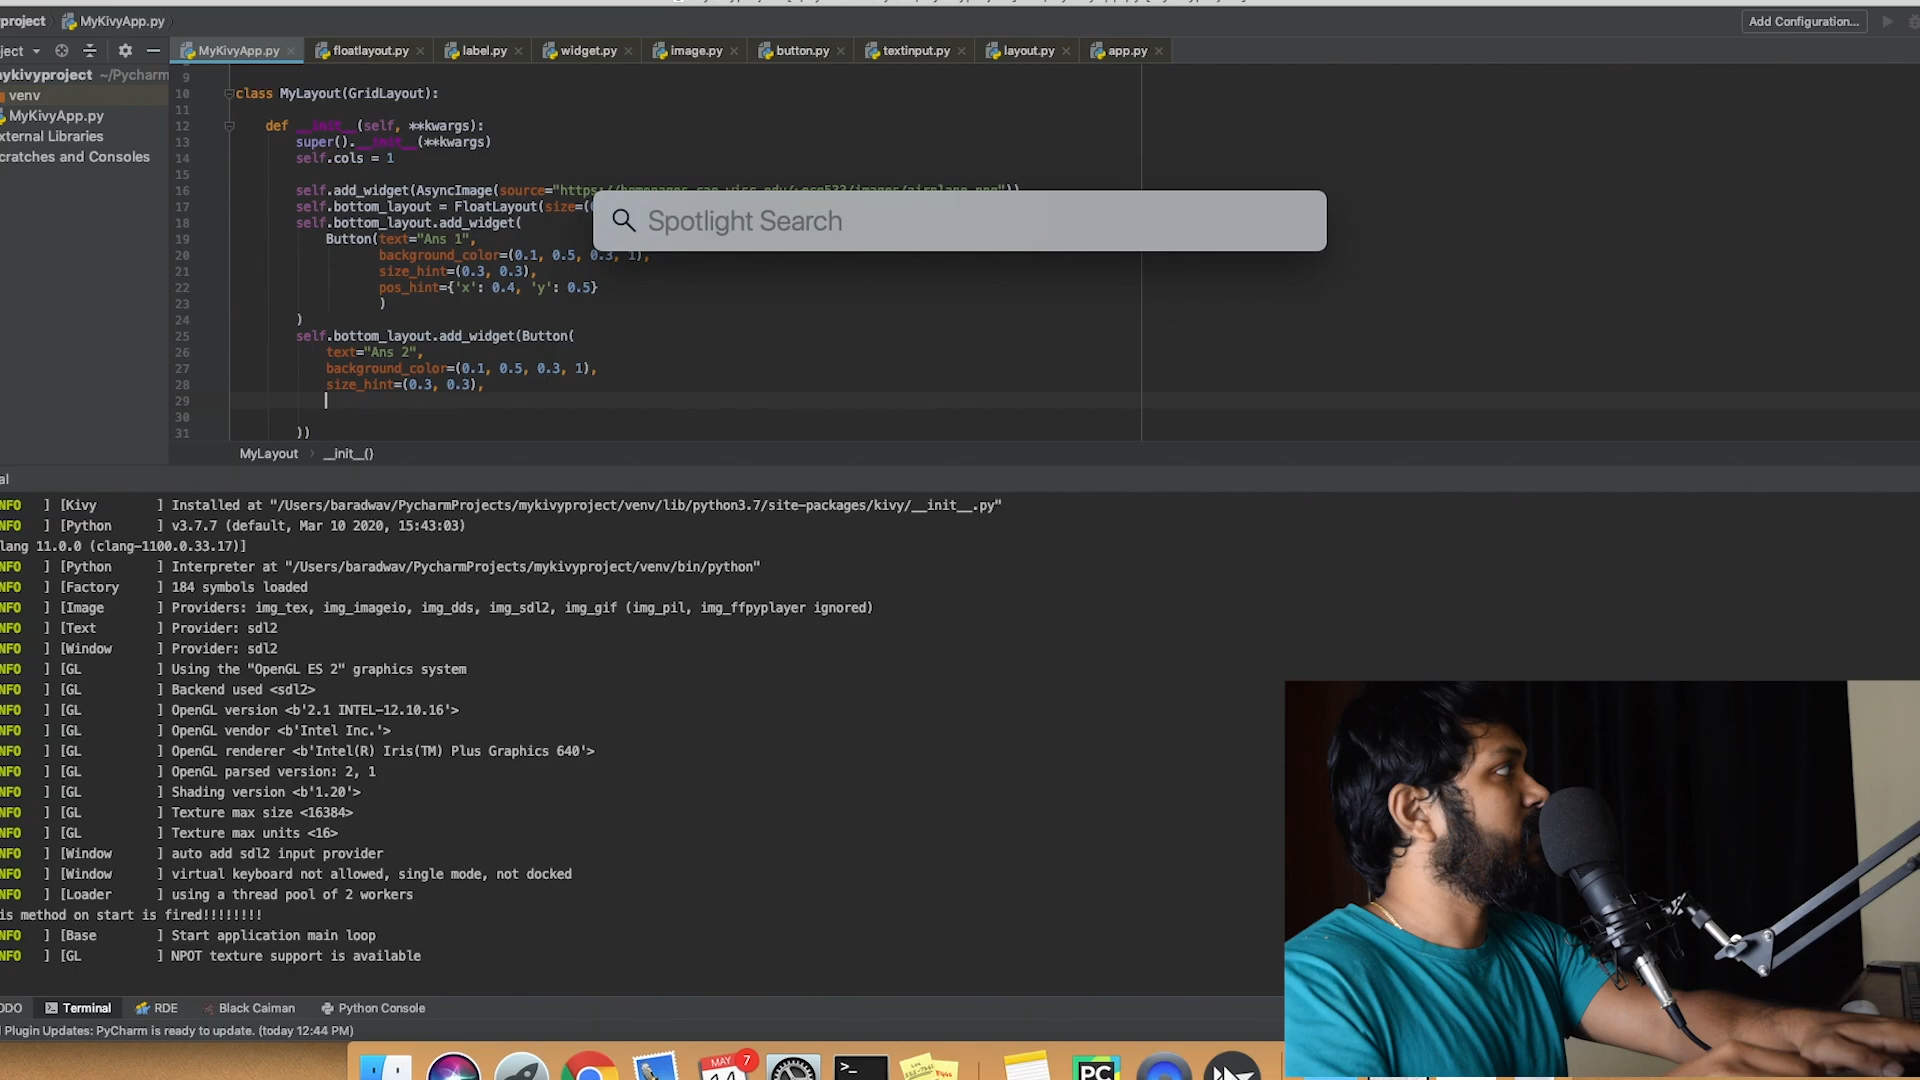 project
MyKivyApp.py
Add Configuration...
ject
MyKivyApp.py
floatlayout.py
label.py
widget.py
image.py
button.py
textinput.py
layout.py
app.py
mykivyproject ~/Pycharm
venv
MyKivyApp.py
xternal Libraries
cratches and Consoles
9
10 class MyLayout(GridLayout):
11
12 def __init__(self, **kwargs):
13 super().__init__(**kwargs)
14 self.cols = 1
15
16 self.add_widget(AsyncImage(source="https://homepages.cae.wisc.edu/~ece533/images/airplane.png"))
17 self.bottom_layout = FloatLayout(size=(
18 self.bottom_layout.add_widget(
19 Button(text="Ans 1",
20 background_color=(0.1, 0.5, 0.3, 1),
21 size_hint=(0.3, 0.3),
22 pos_hint={'x': 0.4, 'y': 0.5}
23 )
24 )
25 self.bottom_layout.add_widget(Button(
26 text="Ans 2",
27 background_color=(0.1, 0.5, 0.3, 1),
28 size_hint=(0.3, 0.3),
29
30
31 ))
Spotlight Search
MyLayout › __init__()
al
NFO ] [Kivy ] Installed at "/Users/baradwav/PycharmProjects/mykivyproject/venv/lib/python3.7/site-packages/kivy/__init__.py"
NFO ] [Python ] v3.7.7 (default, Mar 10 2020, 15:43:03)
lang 11.0.0 (clang-1100.0.33.17)]
NFO ] [Python ] Interpreter at "/Users/baradwav/PycharmProjects/mykivyproject/venv/bin/python"
NFO ] [Factory ] 184 symbols loaded
NFO ] [Image ] Providers: img_tex, img_imageio, img_dds, img_sdl2, img_gif (img_pil, img_ffpyplayer ignored)
NFO ] [Text ] Provider: sdl2
NFO ] [Window ] Provider: sdl2
NFO ] [GL ] Using the "OpenGL ES 2" graphics system
NFO ] [GL ] Backend used <sdl2>
NFO ] [GL ] OpenGL version <b'2.1 INTEL-12.10.16'>
NFO ] [GL ] OpenGL vendor <b'Intel Inc.'>
NFO ] [GL ] OpenGL renderer <b'Intel(R) Iris(TM) Plus Graphics 640'>
NFO ] [GL ] OpenGL parsed version: 2, 1
NFO ] [GL ] Shading version <b'1.20'>
NFO ] [GL ] Texture max size <16384>
NFO ] [GL ] Texture max units <16>
NFO ] [Window ] auto add sdl2 input provider
NFO ] [Window ] virtual keyboard not allowed, single mode, not docked
NFO ] [Loader ] using a thread pool of 2 workers
is method on start is fired!!!!!!!!
NFO ] [Base ] Start application main loop
NFO ] [GL ] NPOT texture support is available
ODO
Terminal
RDE
Black Caiman
Python Console
Plugin Updates: PyCharm is ready to update. (today 12:44 PM)
MAY
7
14
>_
PC